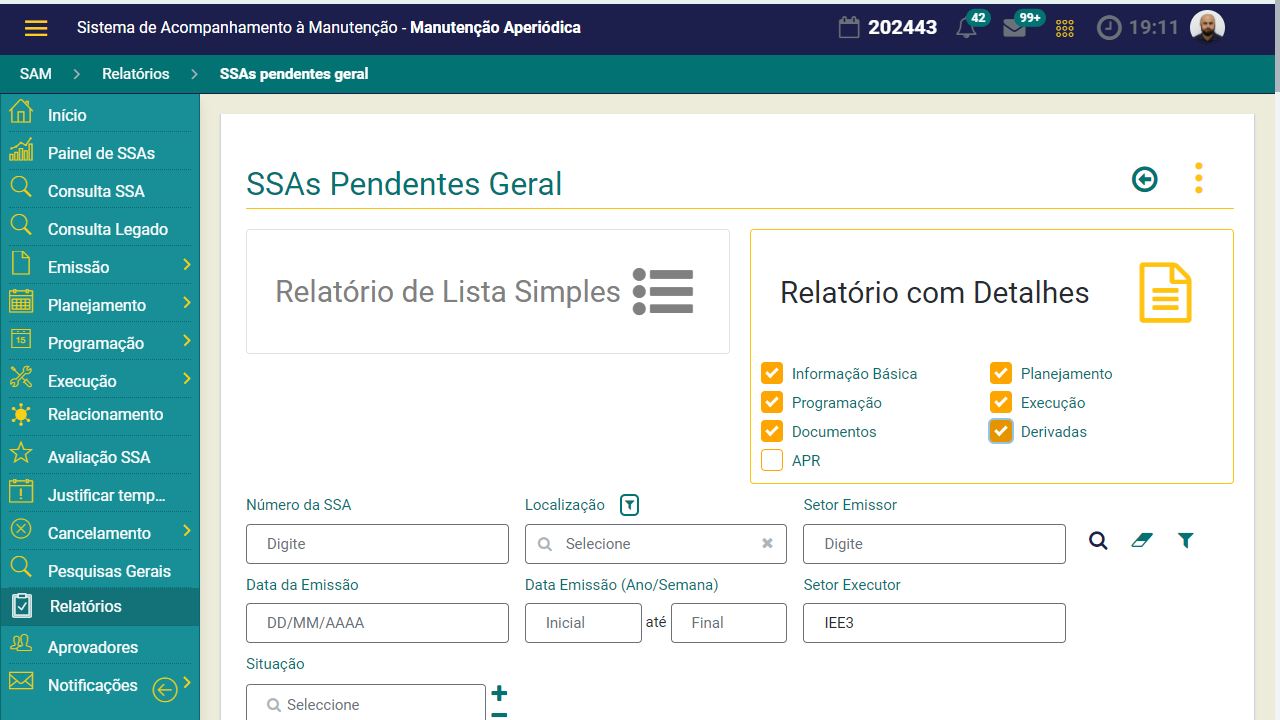 Sistema de Acompanhamento à Manutenção - Manutenção Aperiódica
202443
42
99+
19:11
SAM
Relatórios
SSAs pendentes geral
Início
Painel de SSAs
Consulta SSA
Consulta Legado
Emissão
Planejamento
15
Programação
Execução
Relacionamento
Avaliação SSA
Justificar temp...
Cancelamento
Pesquisas Gerais
Relatórios
Aprovadores
Notificações
SSAs Pendentes Geral
Relatório de Lista Simples
Relatório com Detalhes
Informação Básica
Planejamento
Programação
Execução
Documentos
Derivadas
APR
Número da SSA
Localização
Setor Emissor
Digite
Selecione
Digite
Data da Emissão
Data Emissão (Ano/Semana)
Setor Executor
DD/MM/AAAA
Inicial
até
Final
IEE3
Situação
Seleccione